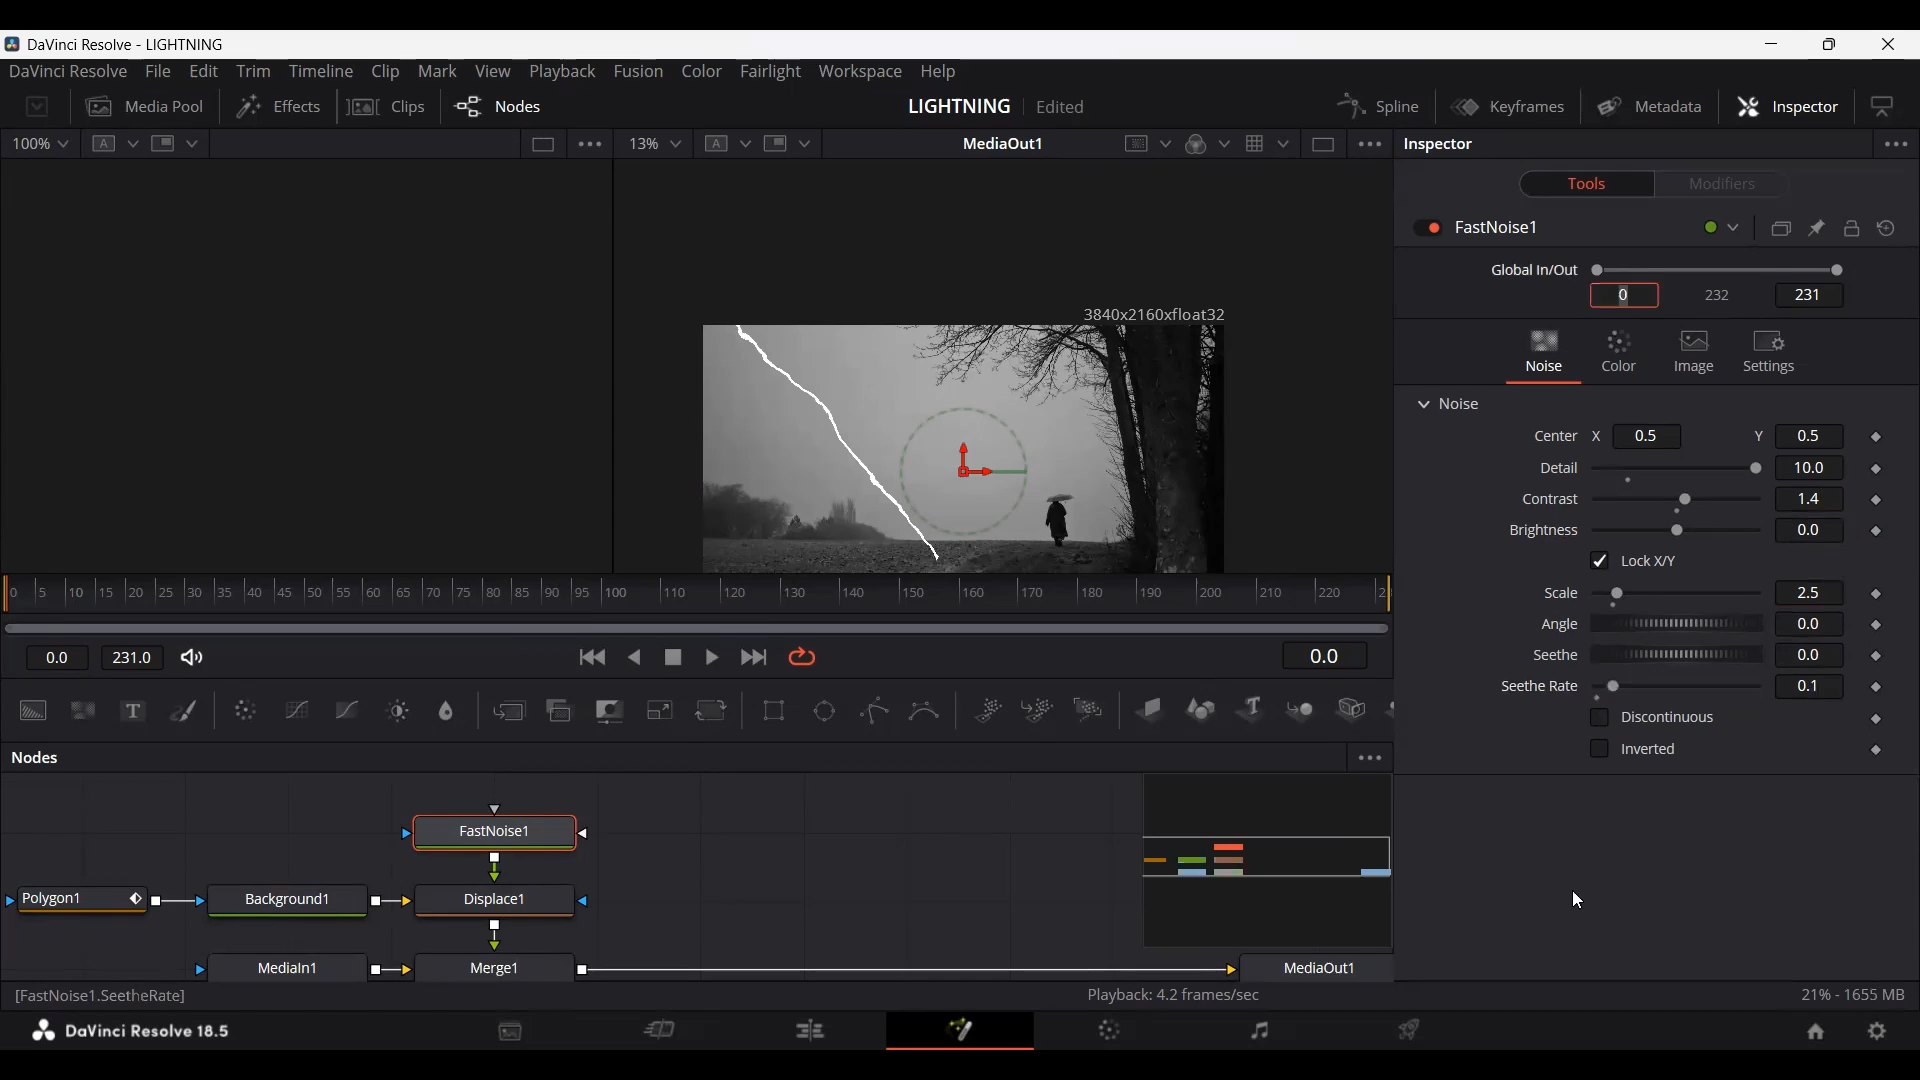 DaVinci Resolve - LIGHTNING
DaVinci Resolve File Edit Trim Timeline Clip Mark View Playback Fusion Color Fairlight Workspace Help
Media Pool Effects Clips Nodes LIGHTNING Edited Spline Keyframes Metadata Inspector
100% A 13% A MediaOut1 Inspector
Tools Modifiers
FastNoise1
Global In/Out
0 232 231
3840x2160xfloat32
Noise Color Image Settings
Noise
Center X 0.5 Y 0.5
Detail 10.0
Contrast 1.4
Brightness 0.0
Lock X/Y
Scale 2.5
Angle 0.0
Seethe 0.0
Seethe Rate 0.1
Discontinuous
Inverted
0 5 10 15 20 25 30 35 40 45 50 55 60 65 70 75 80 85 90 95 100 110 120 130 140 150 160 170 180 190 200 210 220 2
0.0 231.0 0.0
T T
Nodes
FastNoise1
Polygon1 Background1 Displace1
MediaIn1 Merge1 MediaOut1
[FastNoise1.SeetheRate] Playback: 4.2 frames/sec 21% - 1655 MB
DaVinci Resolve 18.5